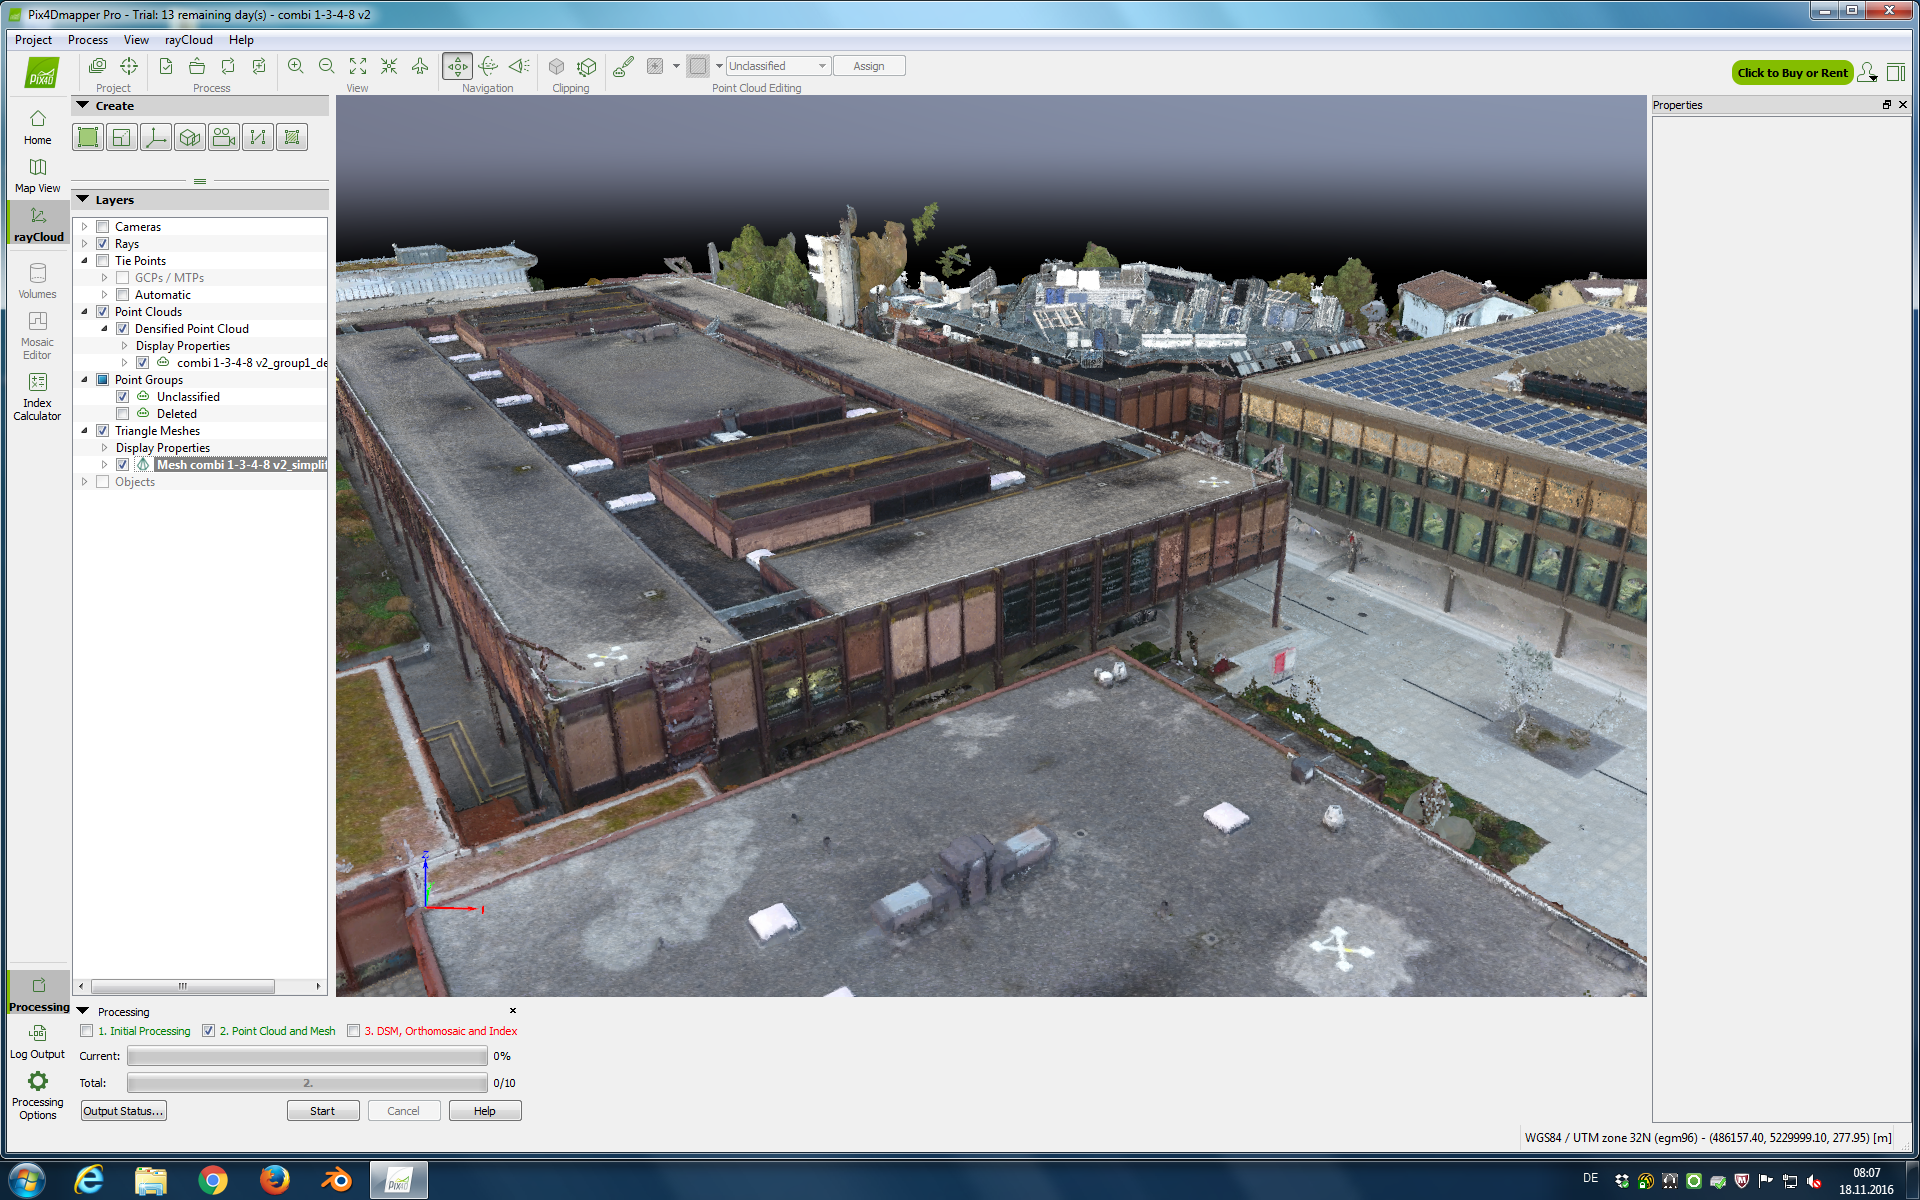 Pix4Dmapper Pro - Trial: 13 remaining day(s) - combi 1-3-4-8 v2
Project Process View rayCloud Help
PIX4D
Unclassified Assign
Project Process View Navigation Clipping Point Cloud Editing
Click to Buy or Rent
Home
Map View
rayCloud
Volumes
Mosaic
Editor
Index
Calculator
Create
Layers
Cameras
Rays
Tie Points
GCPs / MTPs
Automatic
Point Clouds
Densified Point Cloud
Display Properties
combi 1-3-4-8 v2_group1_de
Point Groups
Unclassified
Deleted
Triangle Meshes
Display Properties
Mesh combi 1-3-4-8 v2_simplif
Objects
Z
Properties
Processing
Log Output
Processing
Options
Processing
1. Initial Processing 2. Point Cloud and Mesh 3. DSM, Orthomosaic and Index
Current: 0%
Total: 2. 0/10
Output Status... Start Cancel Help
WGS84 / UTM zone 32N (egm96) - (486157.40, 5229999.10, 277.95) [m]
PIX4D
DE
08:07
18.11.2016